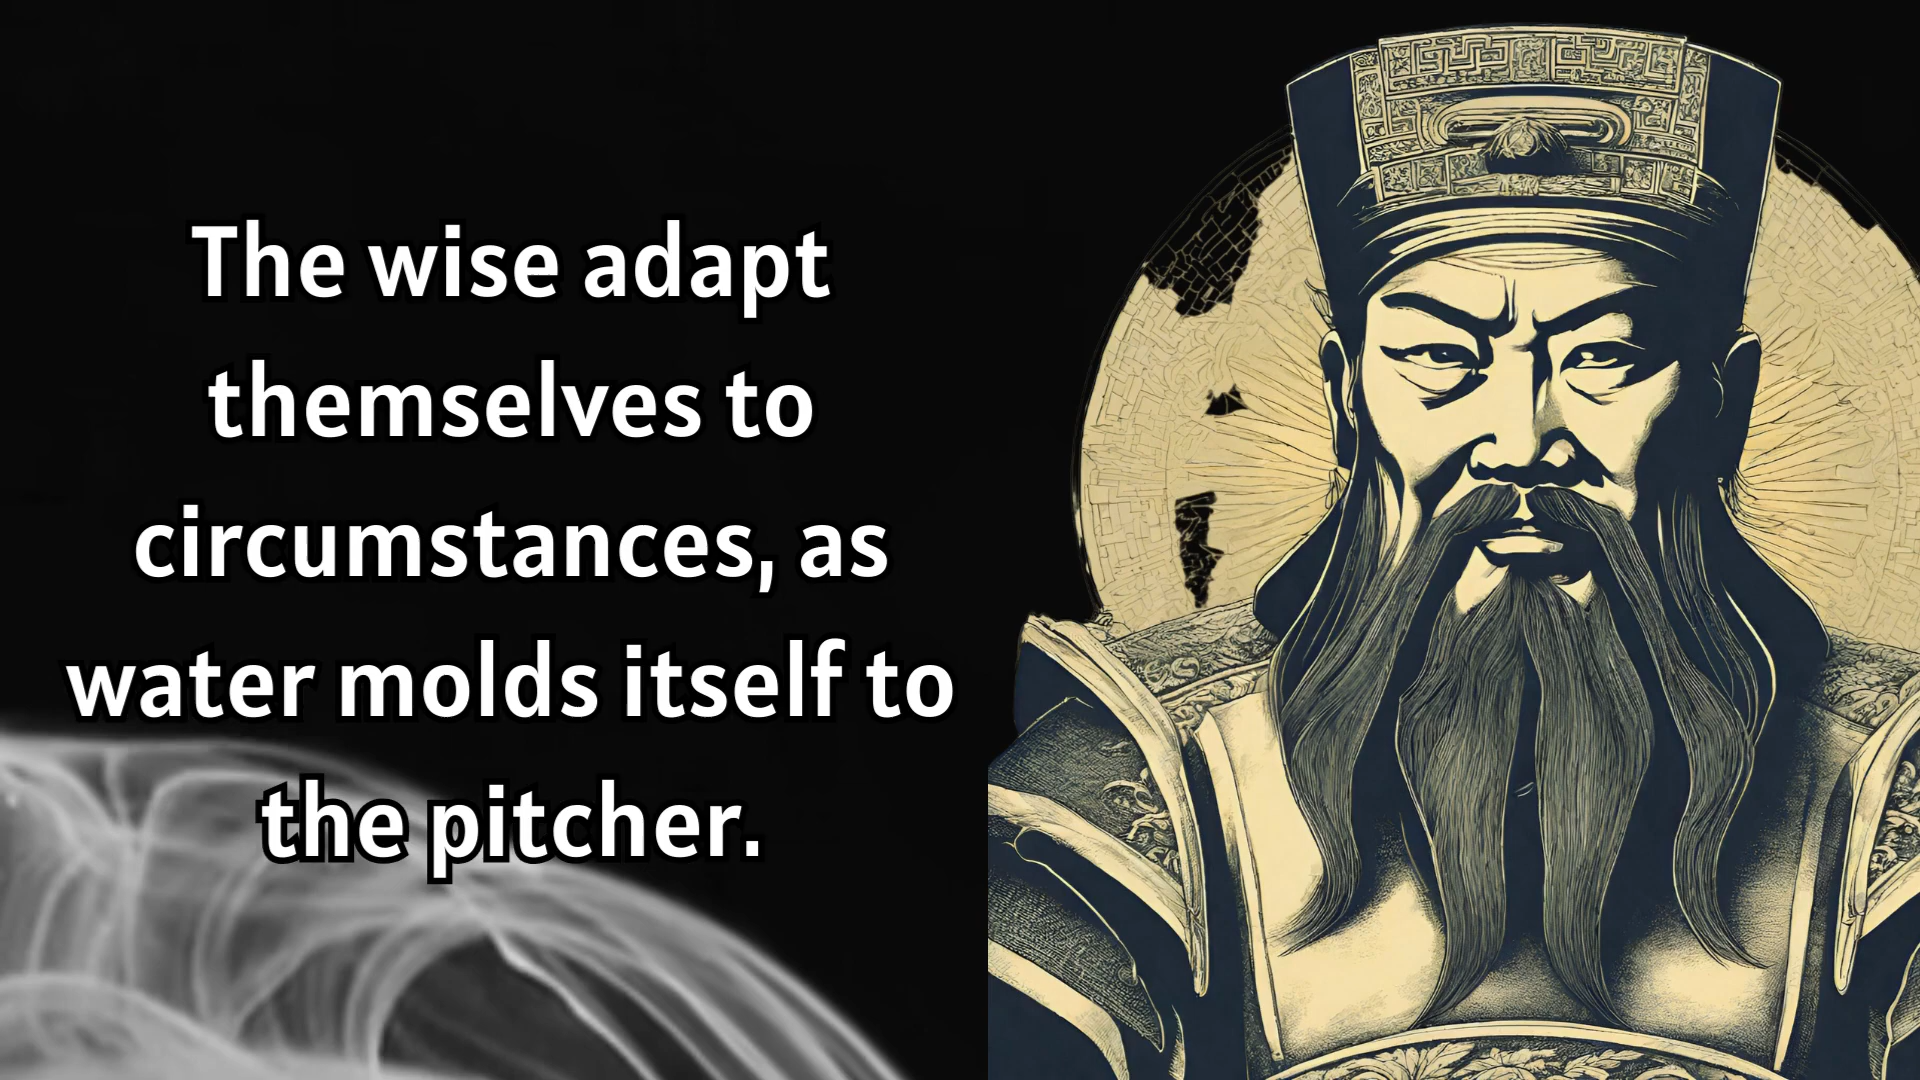 The wise adapt
themselves to
circumstances, as
water molds itself to
the pitcher.